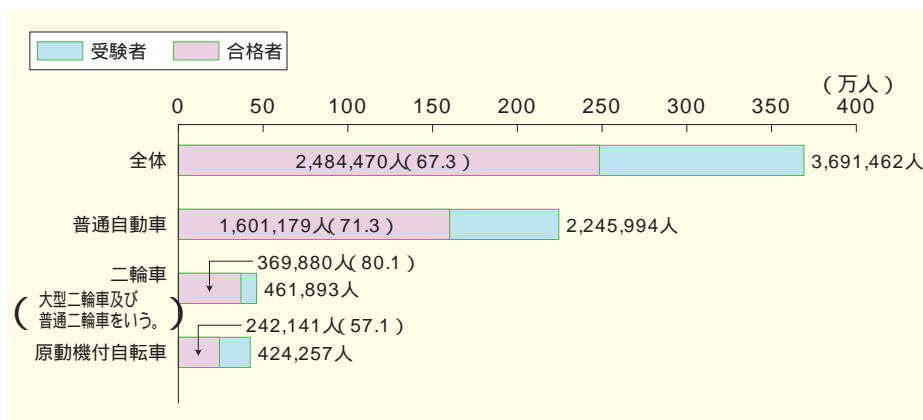 受験者 合格者
(万人)
0 50 100 150 200 250 300 350 400
全体 2,484,470人(67.3) 3,691,462人
普通自動車 1,601,179人(71.3) 2,245,994人
369,880人(80.1)
二輪車
461,893人
(大型二輪車及び
普通二輪車をいう。)
242,141人(57.1)
原動機付自転車 424,257人